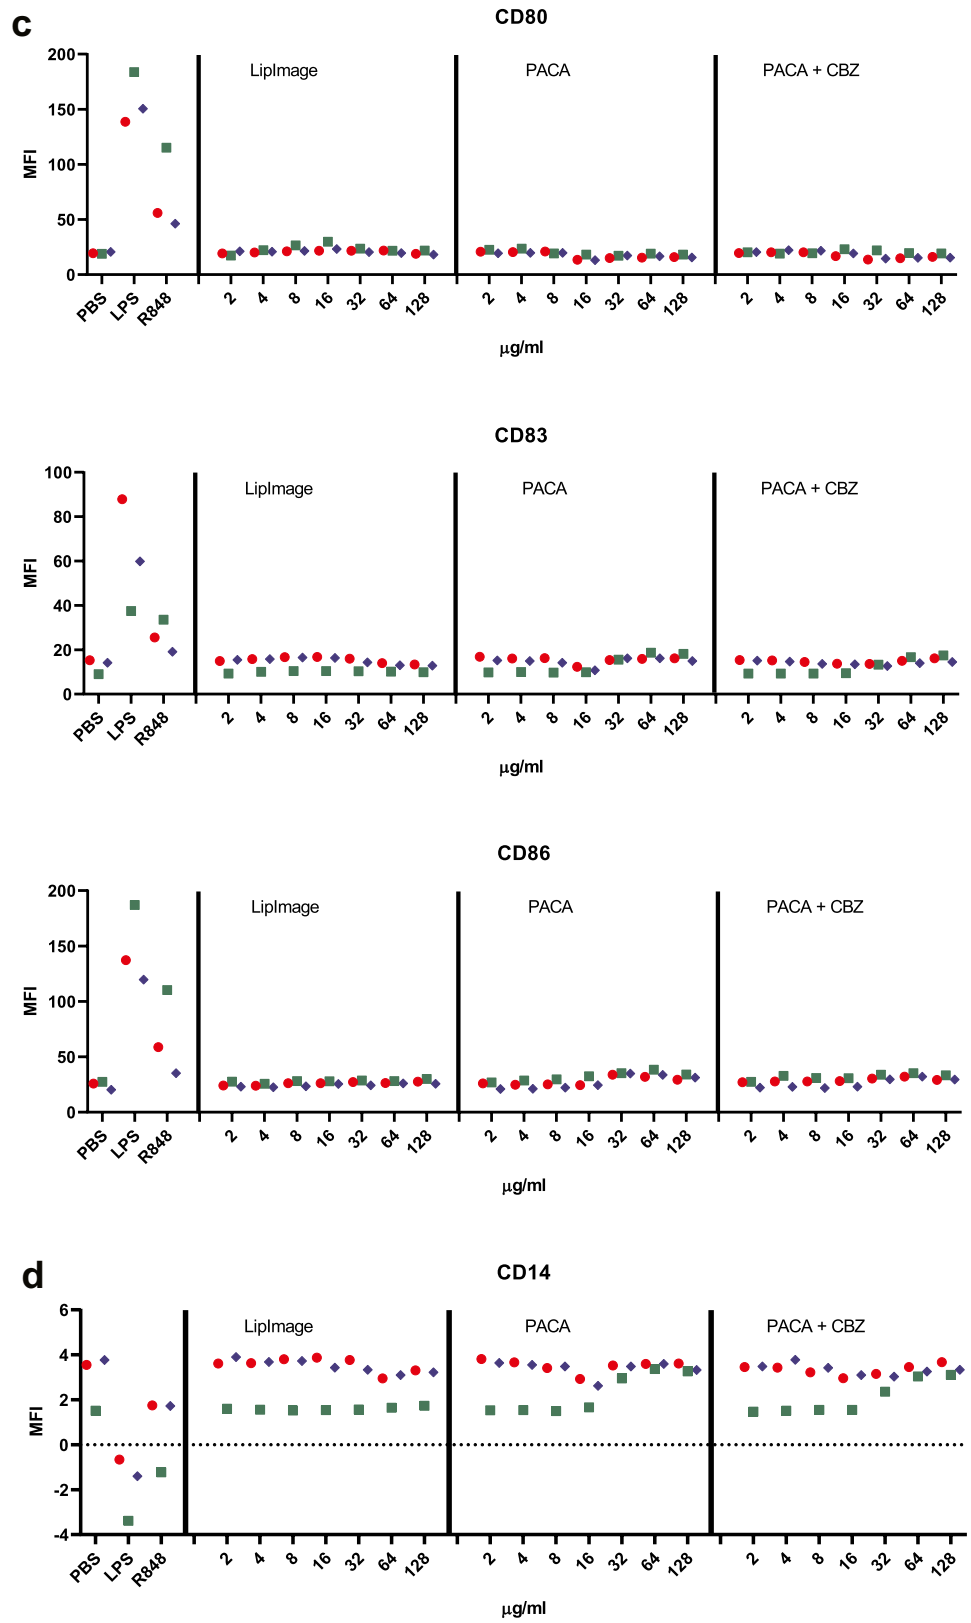 c
CD80
200
150
100
50
0
MFI
LipImage
PACA
PACA + CBZ
PBS LPS R848 2 4 8 16 32 64 128 2 4 8 16 32 64 128 2 4 8 16 32 64 128
μg/ml
CD83
100
80
60
40
20
0
MFI
LipImage
PACA
PACA + CBZ
PBS LPS R848 2 4 8 16 32 64 128 2 4 8 16 32 64 128 2 4 8 16 32 64 128
μg/ml
CD86
200
150
100
50
0
MFI
LipImage
PACA
PACA + CBZ
PBS LPS R848 2 4 8 16 32 64 128 2 4 8 16 32 64 128 2 4 8 16 32 64 128
μg/ml
d
CD14
6
4
2
0
-2
-4
MFI
LipImage
PACA
PACA + CBZ
PBS LPS R848 2 4 8 16 32 64 128 2 4 8 16 32 64 128 2 4 8 16 32 64 128
μg/ml